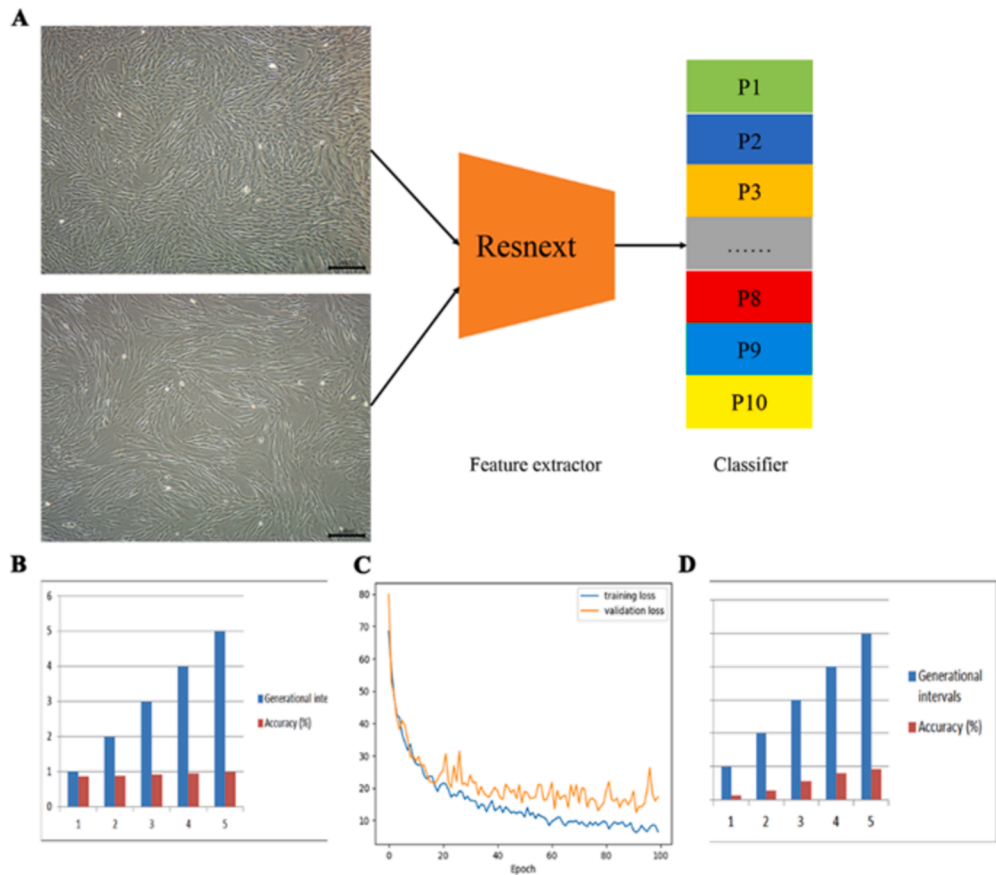 A
P1
P2
P3
Resnext
......
P8
P9
P10
Feature extractor
Classifier
B
6
5
4
3
2
1
0
1 2 3 4 5
Generational inte
Accuracy (%)
C
80
70
60
50
40
30
20
10
training loss
validation loss
0 20 40 60 80 100
Epoch
D
1 2 3 4 5
Generational
intervals
Accuracy (%)